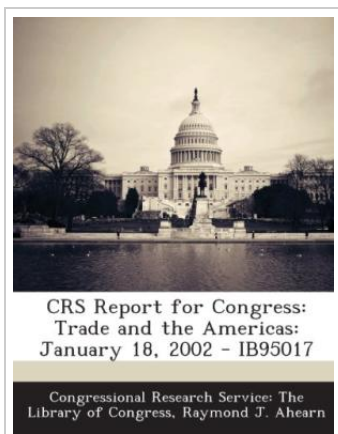 CRS Report for Congress:
Trade and the Americas:
January 18, 2002 - IB95017
Congressional Research Service: The
Library of Congress, Raymond J. Ahearn